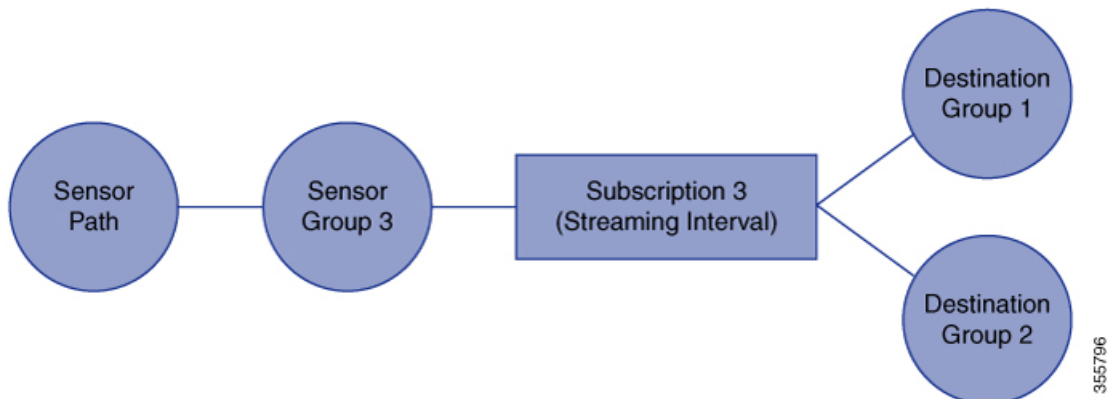 Sensor
Path
Sensor
Group 3
Subscription 3
(Streaming Interval)
Destination
Group 1
Destination
Group 2
355796